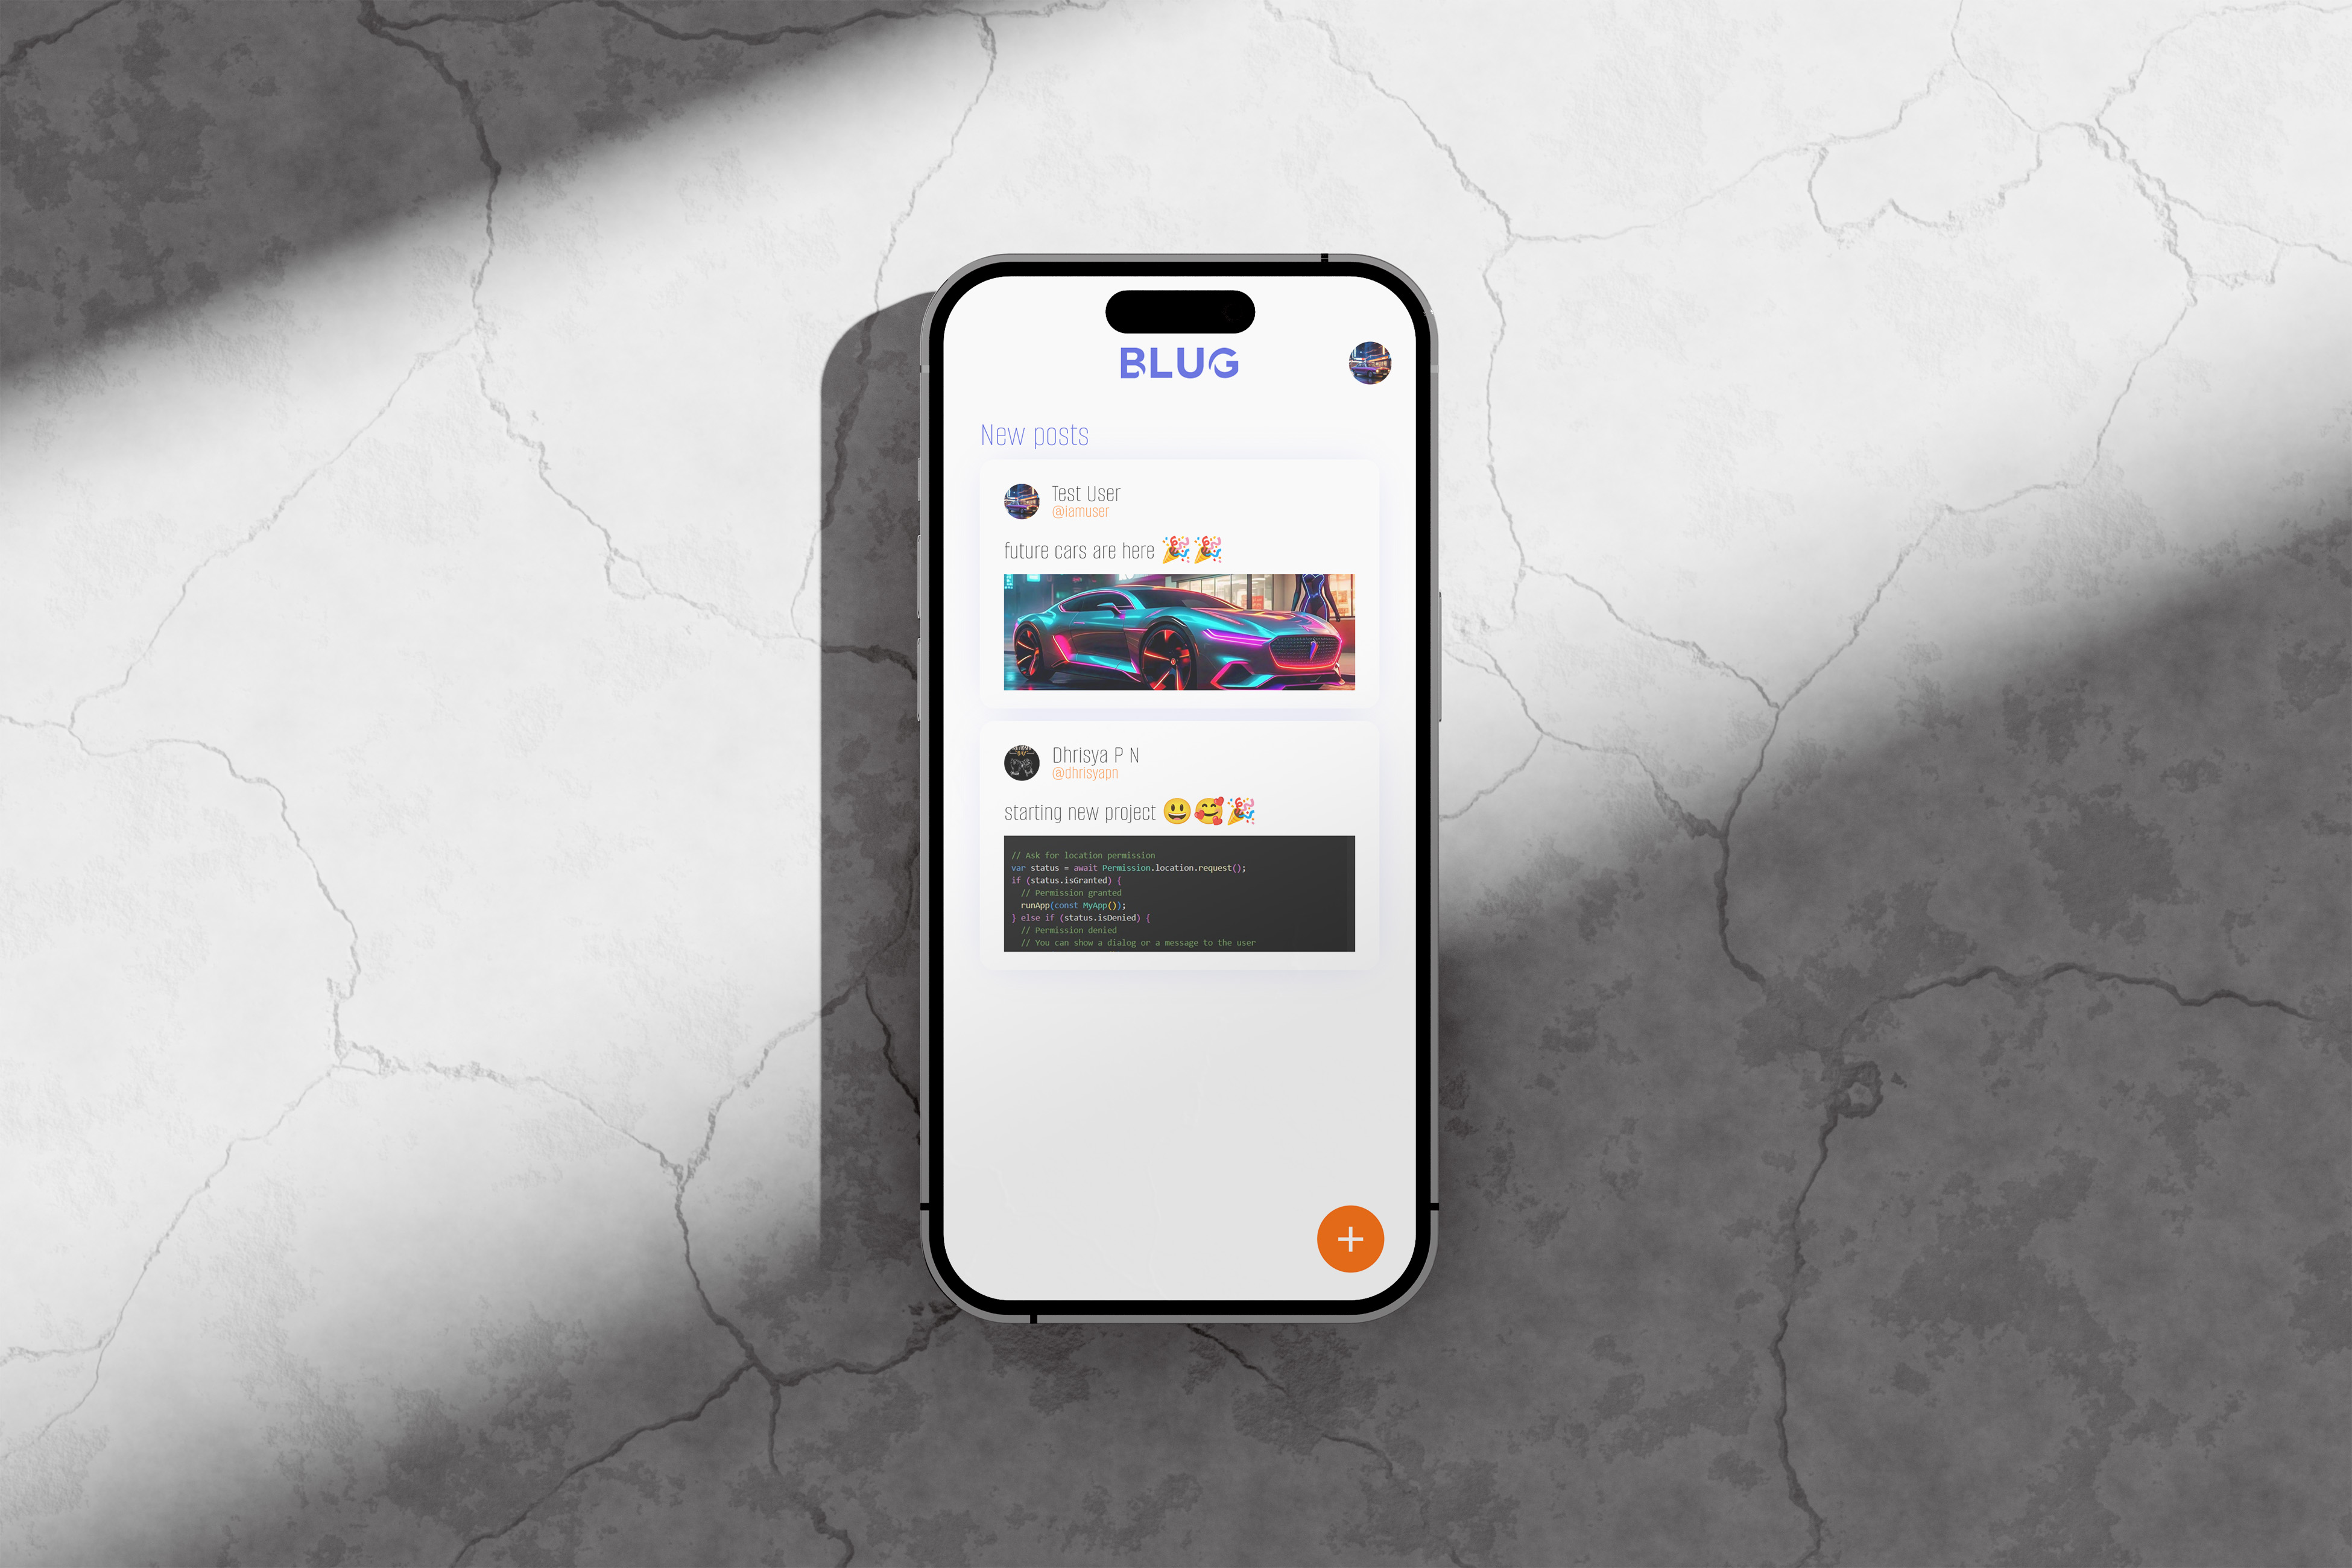 BLUG
New posts
Test User
@iamuser
future cars are here 🎉🎉
Dhrisya P N
@dhrisyapn
starting new project 😃🥰🎉
// Ask for location permission
var status = await Permission.location.request();
if (status.isGranted) {
// Permission granted
runApp(const MyApp());
} else if (status.isDenied) {
// Permission denied
// You can show a dialog or a message to the user